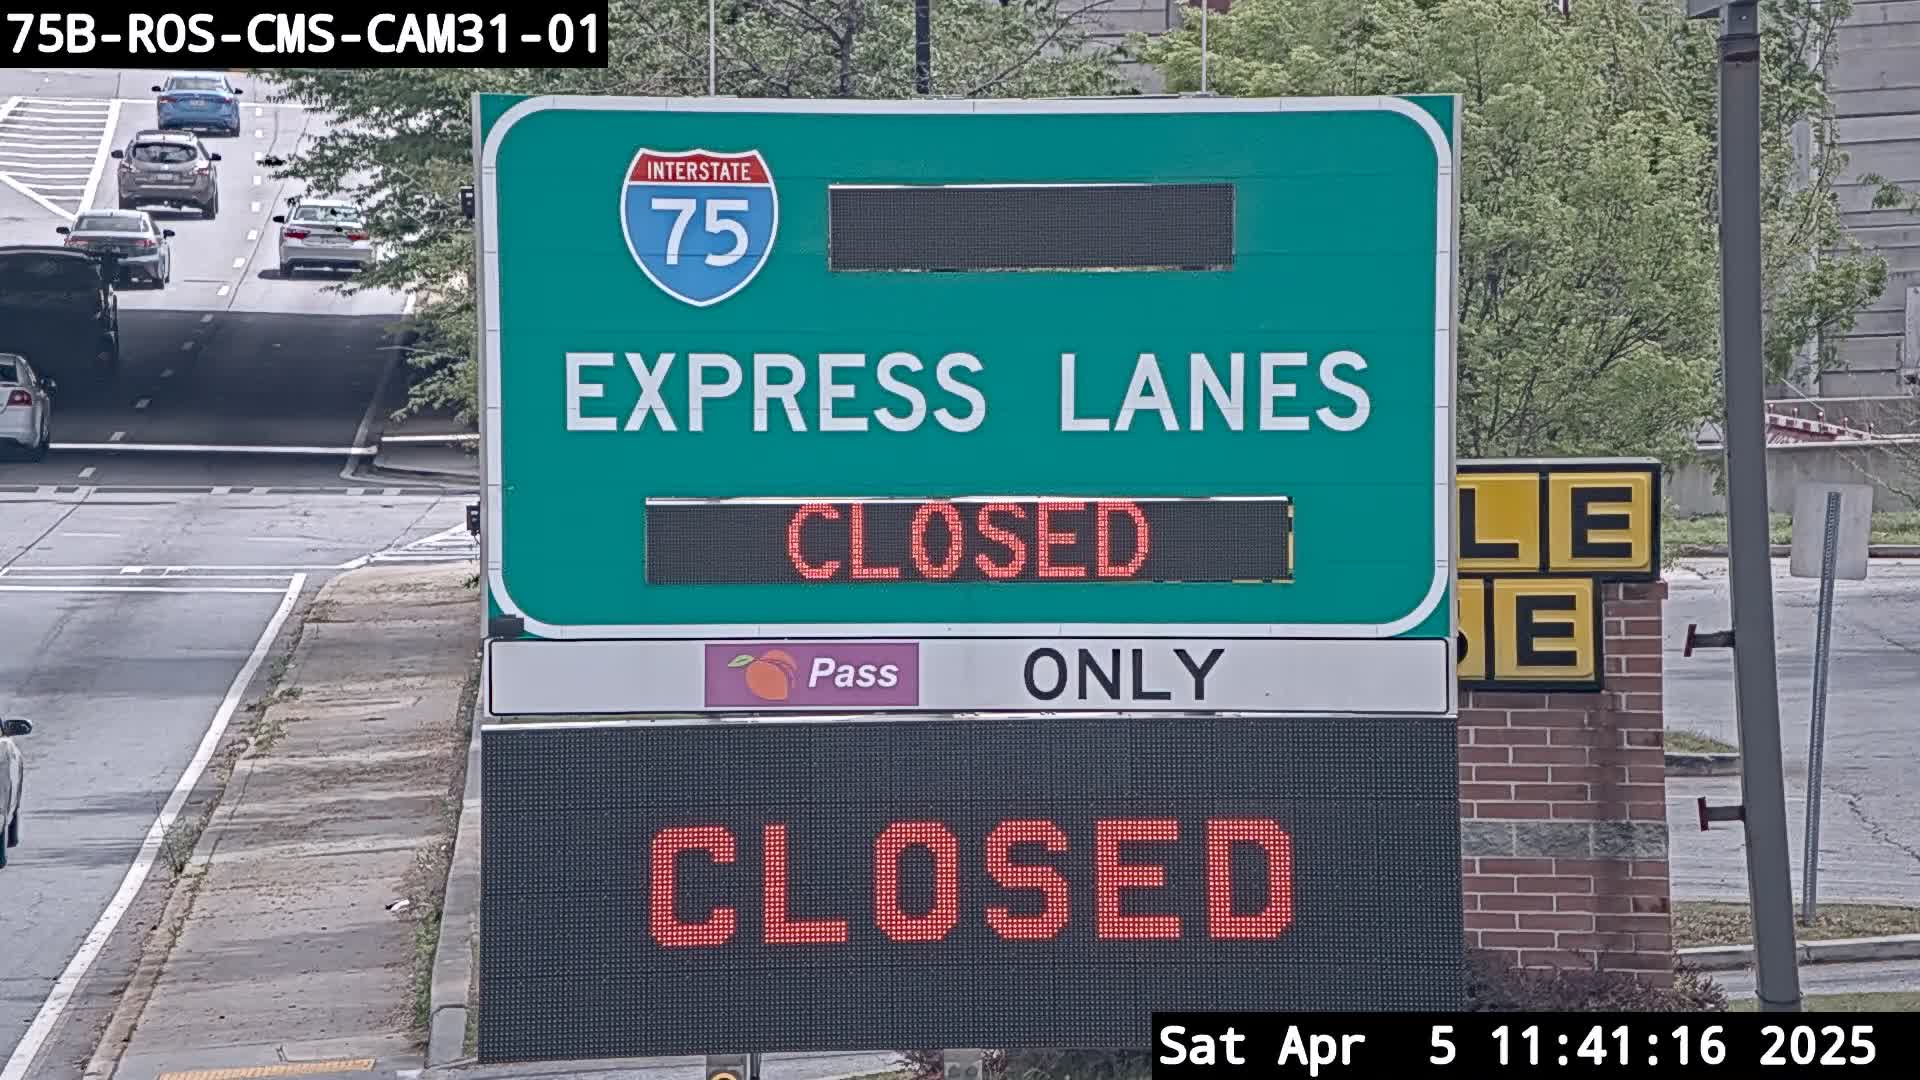 75B-ROS-CMS-CAM31-01
INTERSTATE
75
EXPRESS LANES
CLOSED
Pass ONLY
CLOSED
LE
E
Sat Apr 5 11:41:16 2025